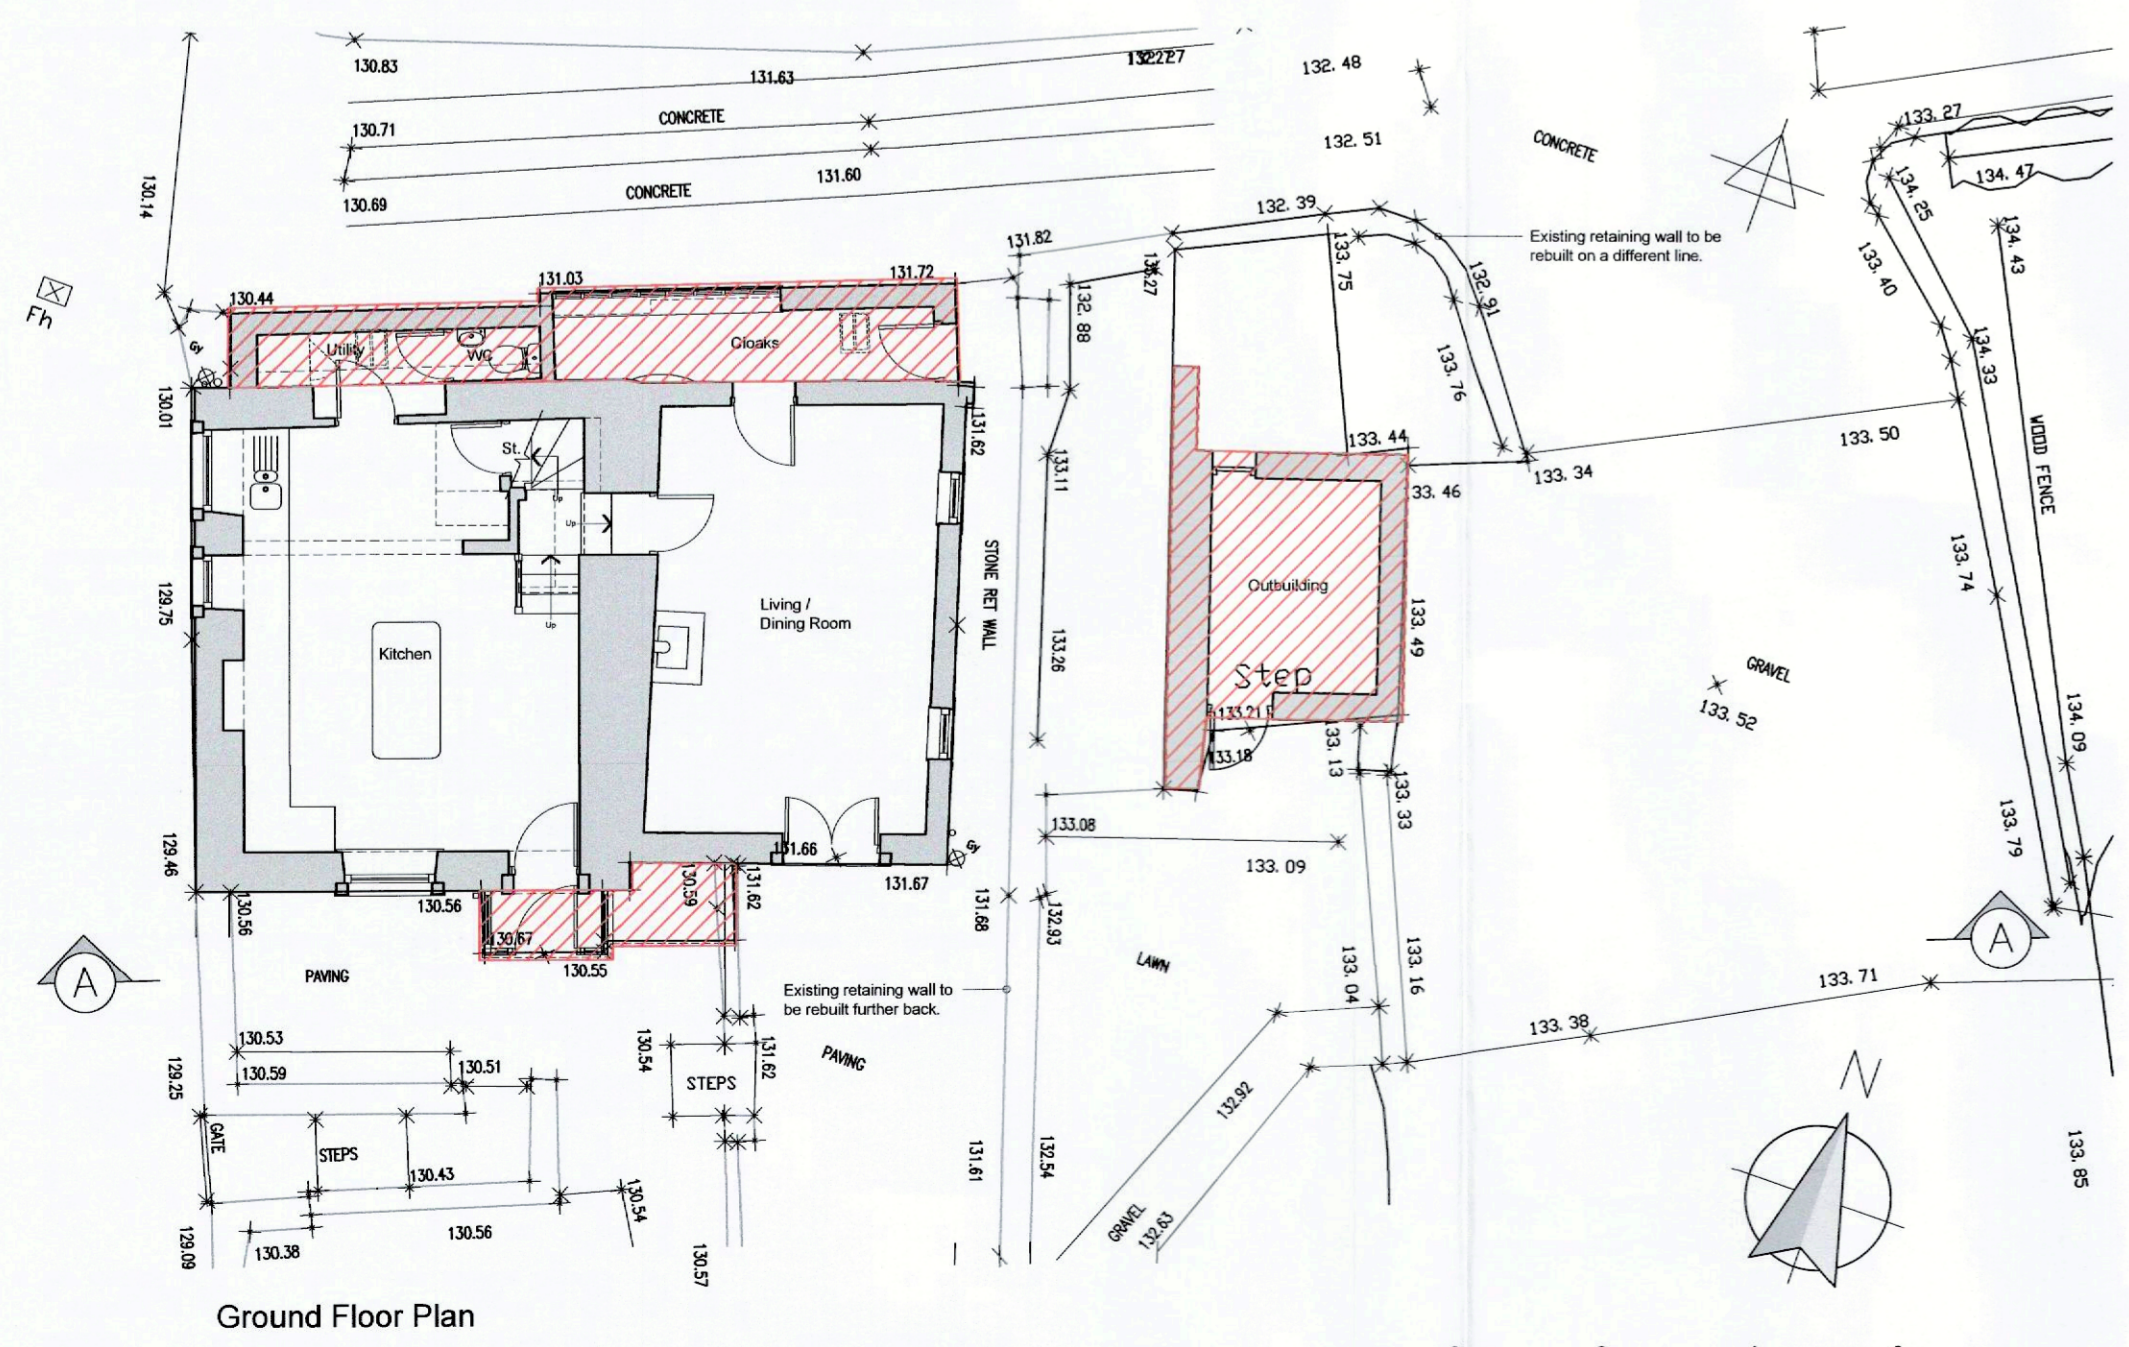 130.83
131.63
132.48
130.71
CONCRETE
132.51
CONCRETE
133.27
134.47
134.25
131.60
CONCRETE
130.14
130.69
132.39
131.82
Existing retaining wall to be
rebuilt on a different line.
133.75
132.91
133.40
134.43
Fh
130.44
131.03
131.72
132.88
Gy
Utility
WC
Cloaks
133.76
134.33
130.01
St.
131.62
133.11
133.44
33.46
133.34
133.50
WOOD FENCE
Up
Up
Up
129.75
Kitchen
Living /
Dining Room
STONE RET WALL
133.26
Outbuilding
133.49
133.74
Step
GRAVEL
133.52
133.21
133.18
33.13
133.33
134.09
133.79
129.46
131.66
131.67
Gy
133.08
133.09
130.56
130.56
130.59
131.62
131.68
132.93
130.67
130.55
A
PAVING
Existing retaining wall to
be rebuilt further back.
LAWN
133.04
133.16
133.71
A
133.38
130.53
130.59
130.51
130.54
131.62
PAVING
STEPS
129.25
GATE
STEPS
130.43
132.92
N
131.61
132.54
133.85
130.54
130.56
130.38
129.09
130.57
GRAVEL
132.63
Ground Floor Plan